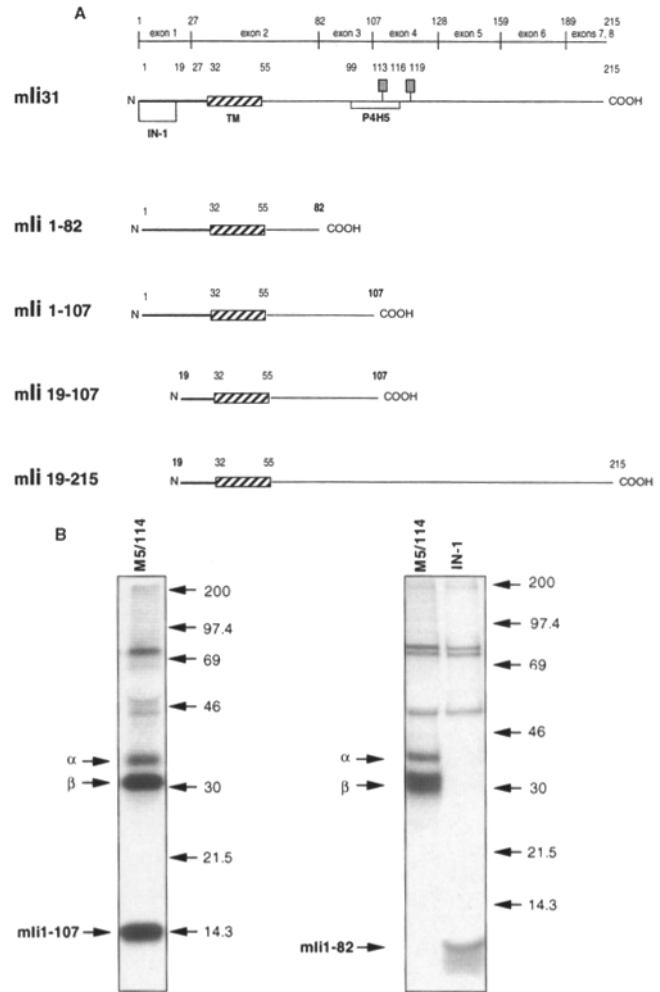 A
1 27 82 107 128 159 189 215
exon 1 exon 2 exon 3 exon 4 exon 5 exon 6 exons 7, 8
1 19 27 32 55 99 113 116 119 215
mIi31 N COOH
IN-1 TM P4H5
1 32 55 82
mIi 1-82 N COOH
1 32 55 107
mIi 1-107 N COOH
19 32 55 107
mIi 19-107 N COOH
19 32 55 215
mIi 19-215 N COOH
B
M5/114
200
97.4
69
46
α
β
30
21.5
mIi1-107
14.3
M5/114 IN-1
200
97.4
69
46
α
β
30
21.5
14.3
mIi1-82